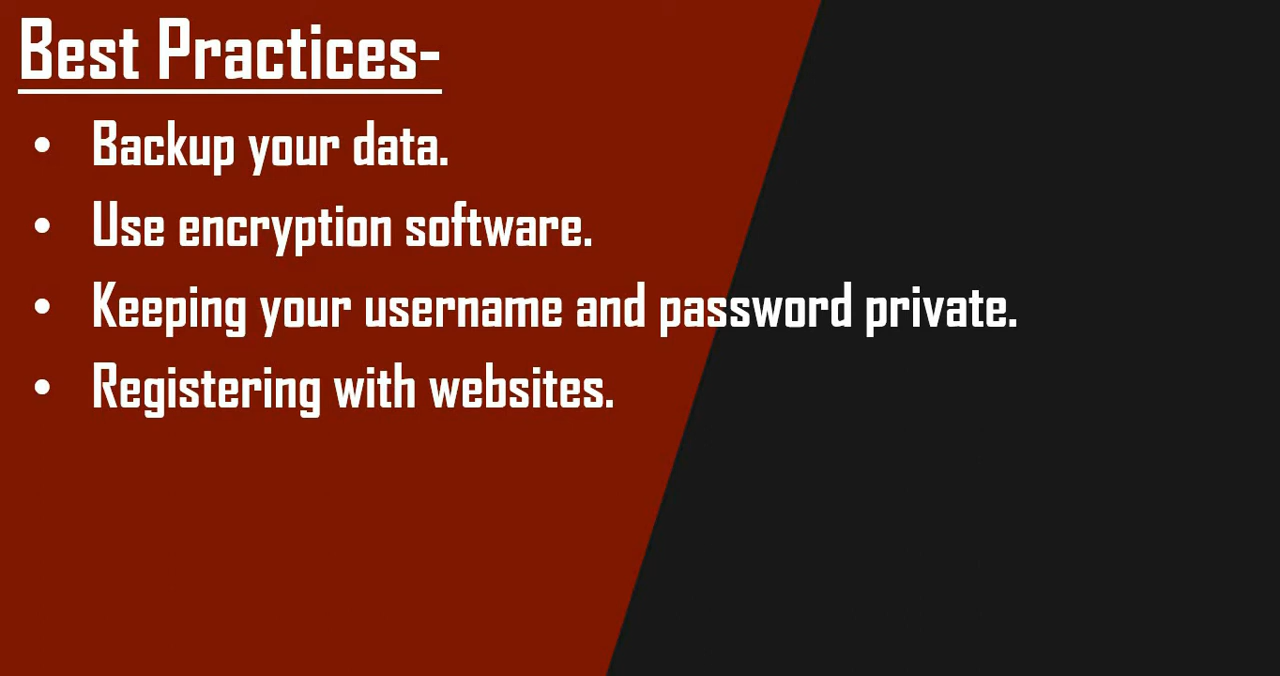 Best Practices-
• Backup your data.
• Use encryption software.
• Keeping your username and password private.
• Registering with websites.